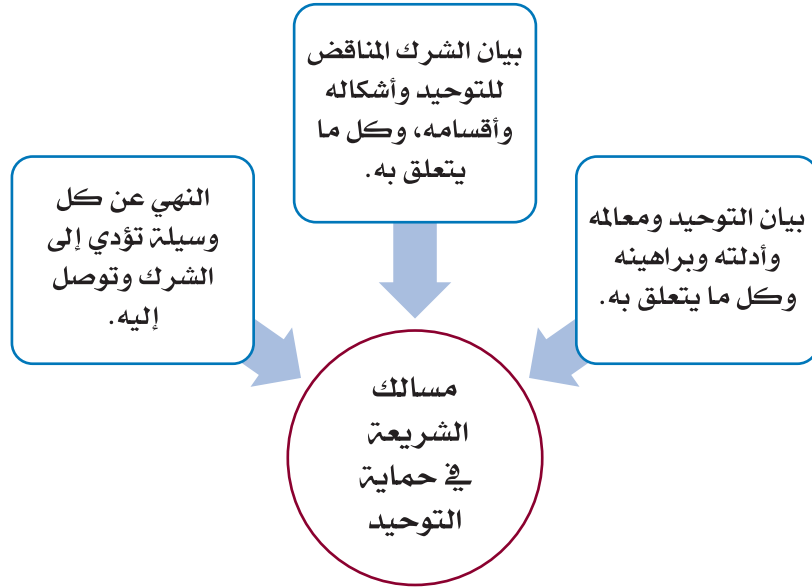 بيان التوحيد ومعالمه
وأدلته وبراهينه
وكل ما يتعلق به.
بيان الشرك المناقض
للتوحيد وأشكاله
وأقسامه، وكل ما
يتعلق به.
النهي عن كل
وسيلة تؤدي إلى
الشرك وتوصل
إليه.
مسالك
الشريعة
في حماية
التوحيد